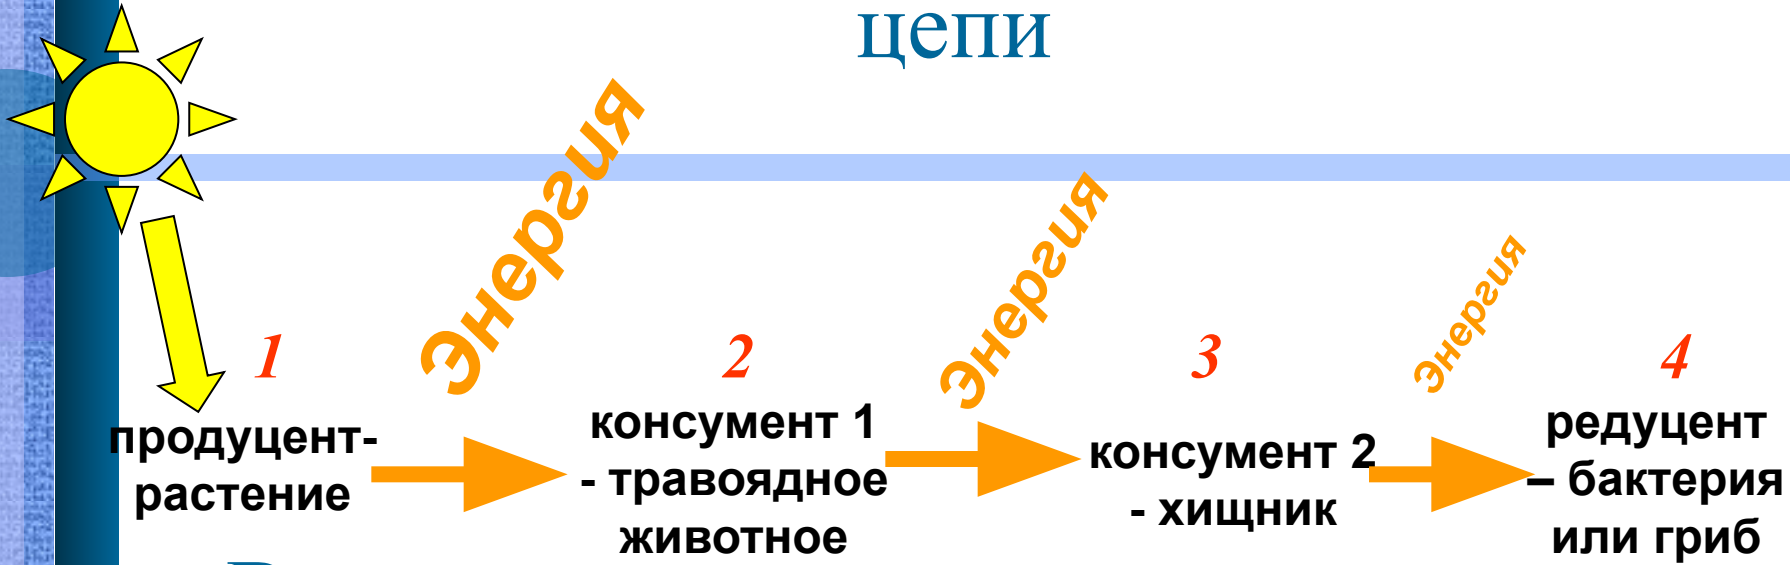 цепи
Энергия
Энергия
Энергия
1
2
3
4
продуцент-
растение
консумент 1
- травоядное
животное
консумент 2
- хищник
редуцент
– бактерия
или гриб